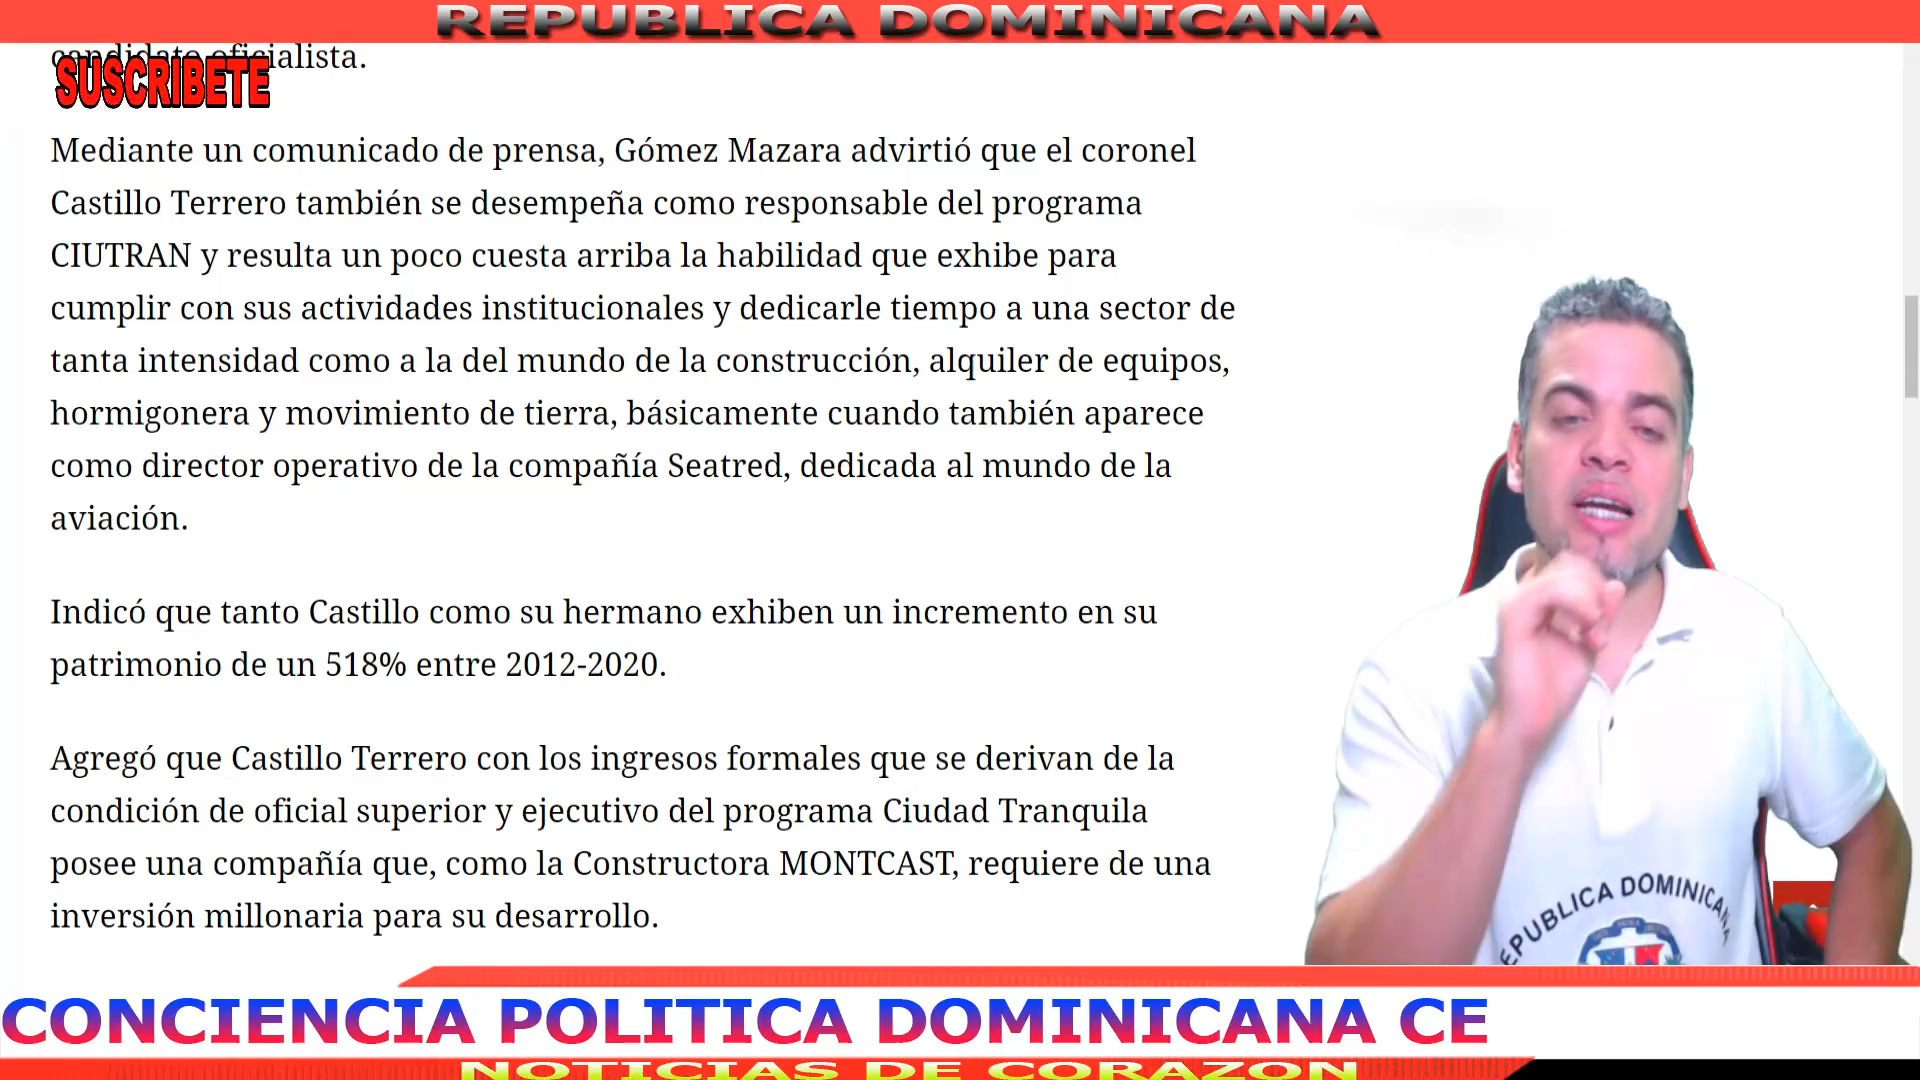 REPUBLICA DOMINICANA
candidato oficialista.
SUSCRIBETE
Mediante un comunicado de prensa, Gómez Mazara advirtió que el coronel
Castillo Terrero también se desempeña como responsable del programa
CIUTRAN y resulta un poco cuesta arriba la habilidad que exhibe para
cumplir con sus actividades institucionales y dedicarle tiempo a una sector de
tanta intensidad como a la del mundo de la construcción, alquiler de equipos,
hormigonera y movimiento de tierra, básicamente cuando también aparece
como director operativo de la compañía Seatred, dedicada al mundo de la
aviación.
Indicó que tanto Castillo como su hermano exhiben un incremento en su
patrimonio de un 518% entre 2012-2020.
Agregó que Castillo Terrero con los ingresos formales que se derivan de la
condición de oficial superior y ejecutivo del programa Ciudad Tranquila
posee una compañía que, como la Constructora MONTCAST, requiere de una
inversión millonaria para su desarrollo.
REPUBLICA DOMINICANA
CONCIENCIA POLITICA DOMINICANA CE
NOTICIAS DE CORAZON